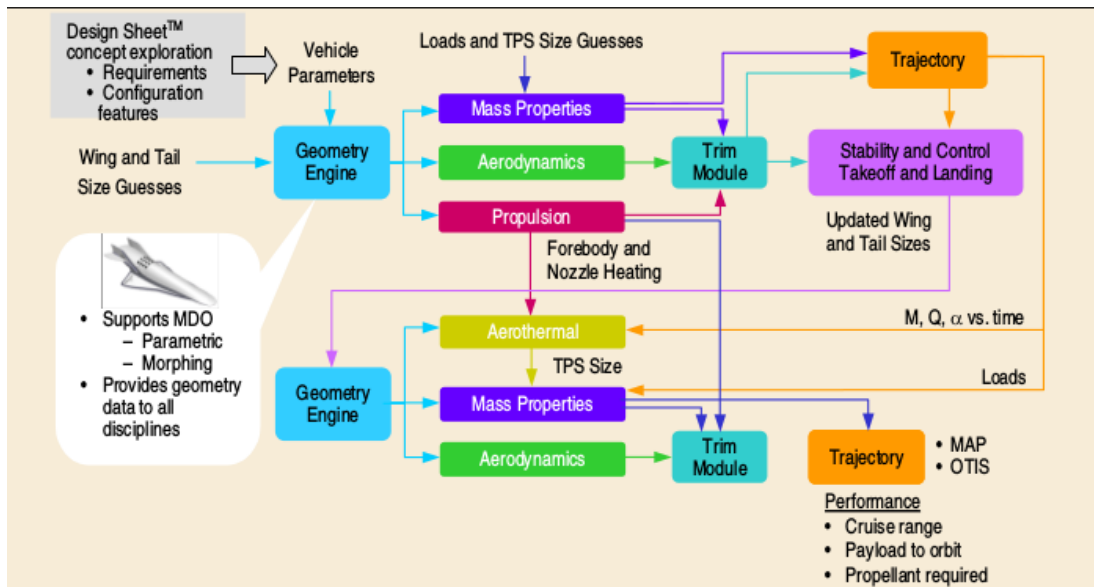 Design Sheet™
concept exploration
• Requirements
• Configuration
features
Vehicle
Parameters
Loads and TPS Size Guesses
Trajectory
Mass Properties
Wing and Tail
Size Guesses
Geometry
Engine
Aerodynamics
Trim
Module
Stability and Control
Takeoff and Landing
Propulsion
Updated Wing
and Tail Sizes
Forebody and
Nozzle Heating
• Supports MDO
– Parametric
– Morphing
• Provides geometry
data to all
disciplines
M, Q, α vs. time
Aerothermal
TPS Size
Loads
Geometry
Engine
Mass Properties
Aerodynamics
Trim
Module
Trajectory
• MAP
• OTIS
Performance
• Cruise range
• Payload to orbit
• Propellant required